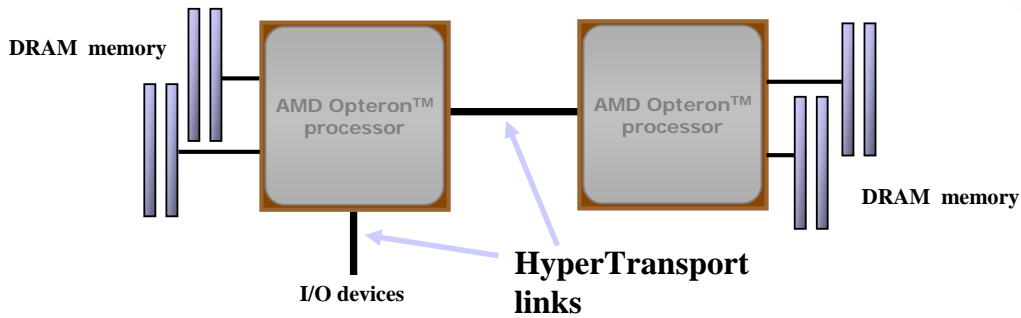 DRAM memory
AMD Opteron™
processor
AMD Opteron™
processor
DRAM memory
HyperTransport
links
I/O devices